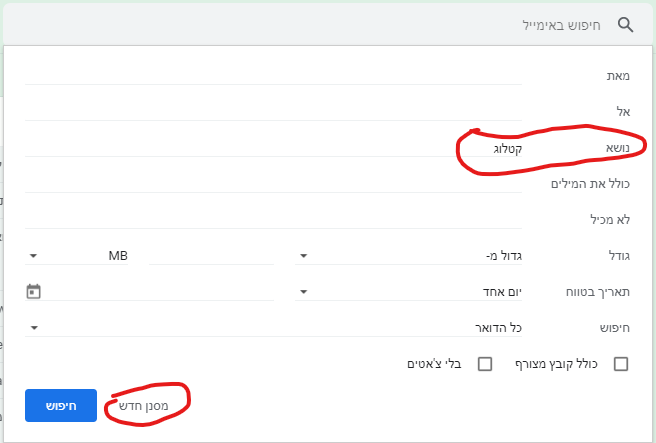 חיפוש באימייל
מאת
אל
נושא קטלוג
כולל את המילים
לא מכיל
גודל גדול מ- MB
תאריך בטווח יום אחד
חיפוש כל הדואר
כולל קובץ מצורף בלי צ'אטים
מסנן חדש חיפוש